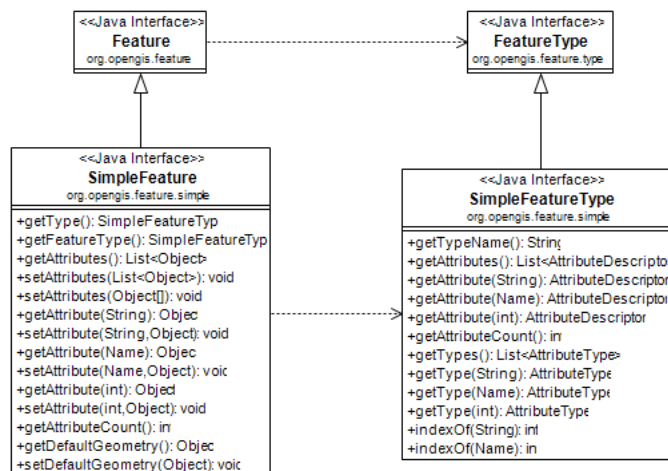 <<Java Interface>>
Feature
org.opengis.feature
<<Java Interface>>
FeatureType
org.opengis.feature.type
<<Java Interface>>
SimpleFeature
org.opengis.feature.simple
+getType(): SimpleFeatureTyp
+getFeatureType(): SimpleFeatureTyp
+getAttributes(): List<Object>
+setAttributes(List<Object>): void
+setAttributes(Object[]): void
+getAttribute(String): Objec
+setAttribute(String,Object): void
+getAttribute(Name): Objec
+setAttribute(Name,Object): void
+getAttribute(int): Object
+setAttribute(int,Object): void
+getAttributeCount(): in
+getDefaultGeometry(): Objec
+setDefaultGeometry(Object): void
<<Java Interface>>
SimpleFeatureType
org.opengis.feature.simple
+getTypeName(): String
+getAttributes(): List<AttributeDescripto
+getAttribute(String): AttributeDescriptor
+getAttribute(Name): AttributeDescriptor
+getAttribute(int): AttributeDescriptor
+getAttributeCount(): int
+getTypes(): List<AttributeType>
+getType(String): AttributeType
+getType(Name): AttributeType
+getType(int): AttributeType
+indexOf(String): int
+indexOf(Name): in